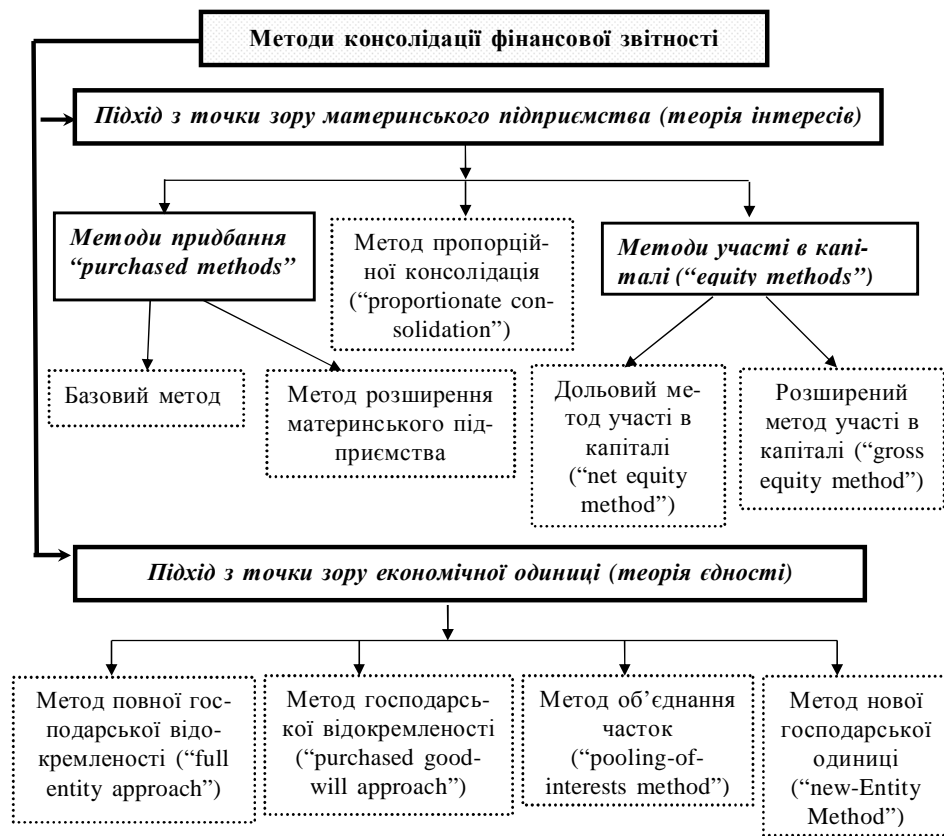 Методи консолідації фінансової звітності
Підхід з точки зору материнського підприємства (теорія інтересів)
Методи придбання
“purchased methods”
Метод пропорцій-
ної консолідація
(“proportionate con-
solidation”)
Методи участі в капі-
талі (“equity methods”)
Базовий метод
Метод розширення
материнського під-
приємства
Дольовий ме-
тод участі в
капіталі
(“net equity
method”)
Розширений
метод участі в
капіталі (“gross
equity method”)
Підхід з точки зору економічної одиниці (теорія єдності)
Метод повної гос-
подарської відо-
кремленості (“full
entity approach”)
Метод господарсь-
кої відокремленості
(“purchased good-
will approach”)
Метод об’єднання
часток
(“pooling-of-
interests method”)
Метод нової
господарської
одиниці
(“new-Entity
Method”)